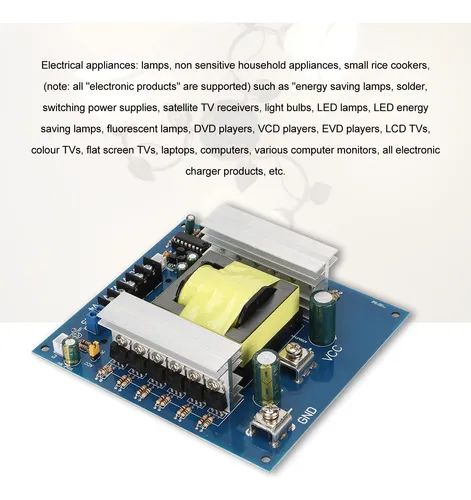 Electrical appliances: lamps, non sensitive household appliances, small rice cookers,
(note: all "electronic products" are supported) such as "energy saving lamps, solder,
switching power supplies, satellite TV receivers, light bulbs, LED lamps, LED energy
saving lamps, fluorescent lamps, DVD players, VCD players, EVD players, LCD TVs,
colour TVs, flat screen TVs, laptops, computers, various computer monitors, all electronic
charger products, etc.
VCC
GND